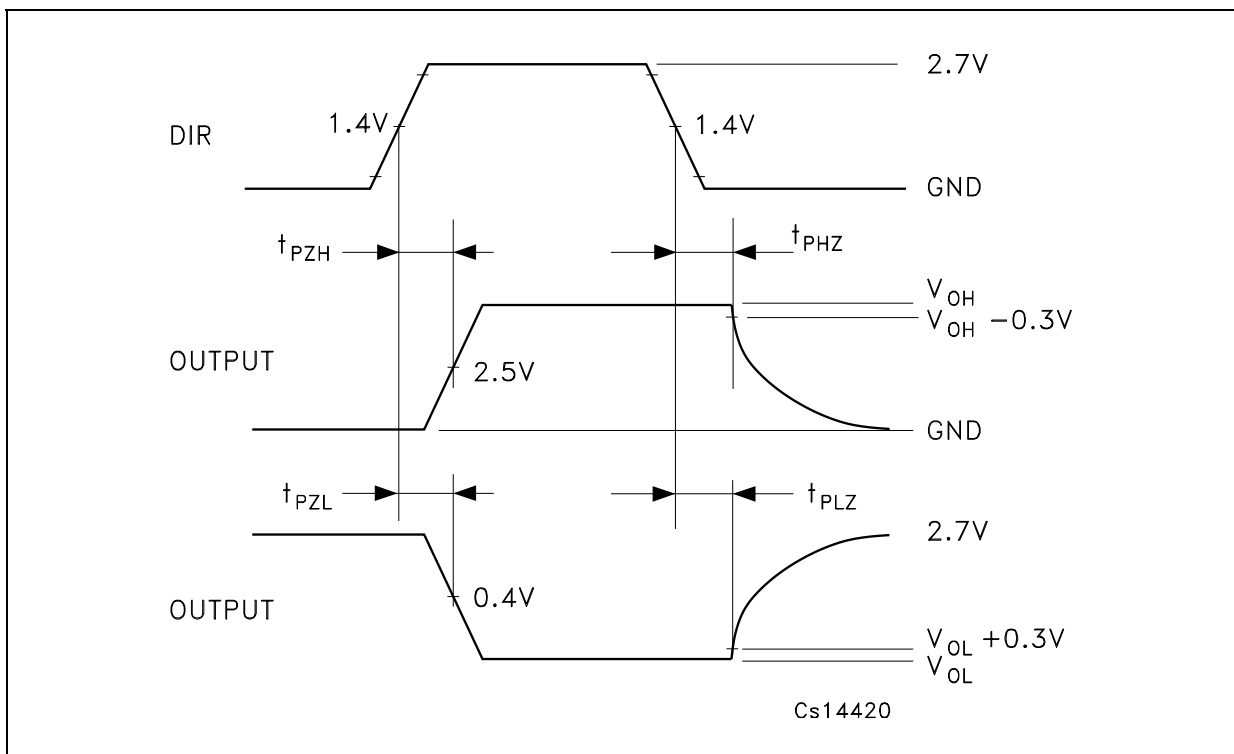 2.7V
1.4V
1.4V
DIR
GND
tPZH
tPHZ
VOH
VOH −0.3V
OUTPUT
2.5V
GND
tPZL
tPLZ
2.7V
0.4V
OUTPUT
VOL +0.3V
VOL
Cs14420